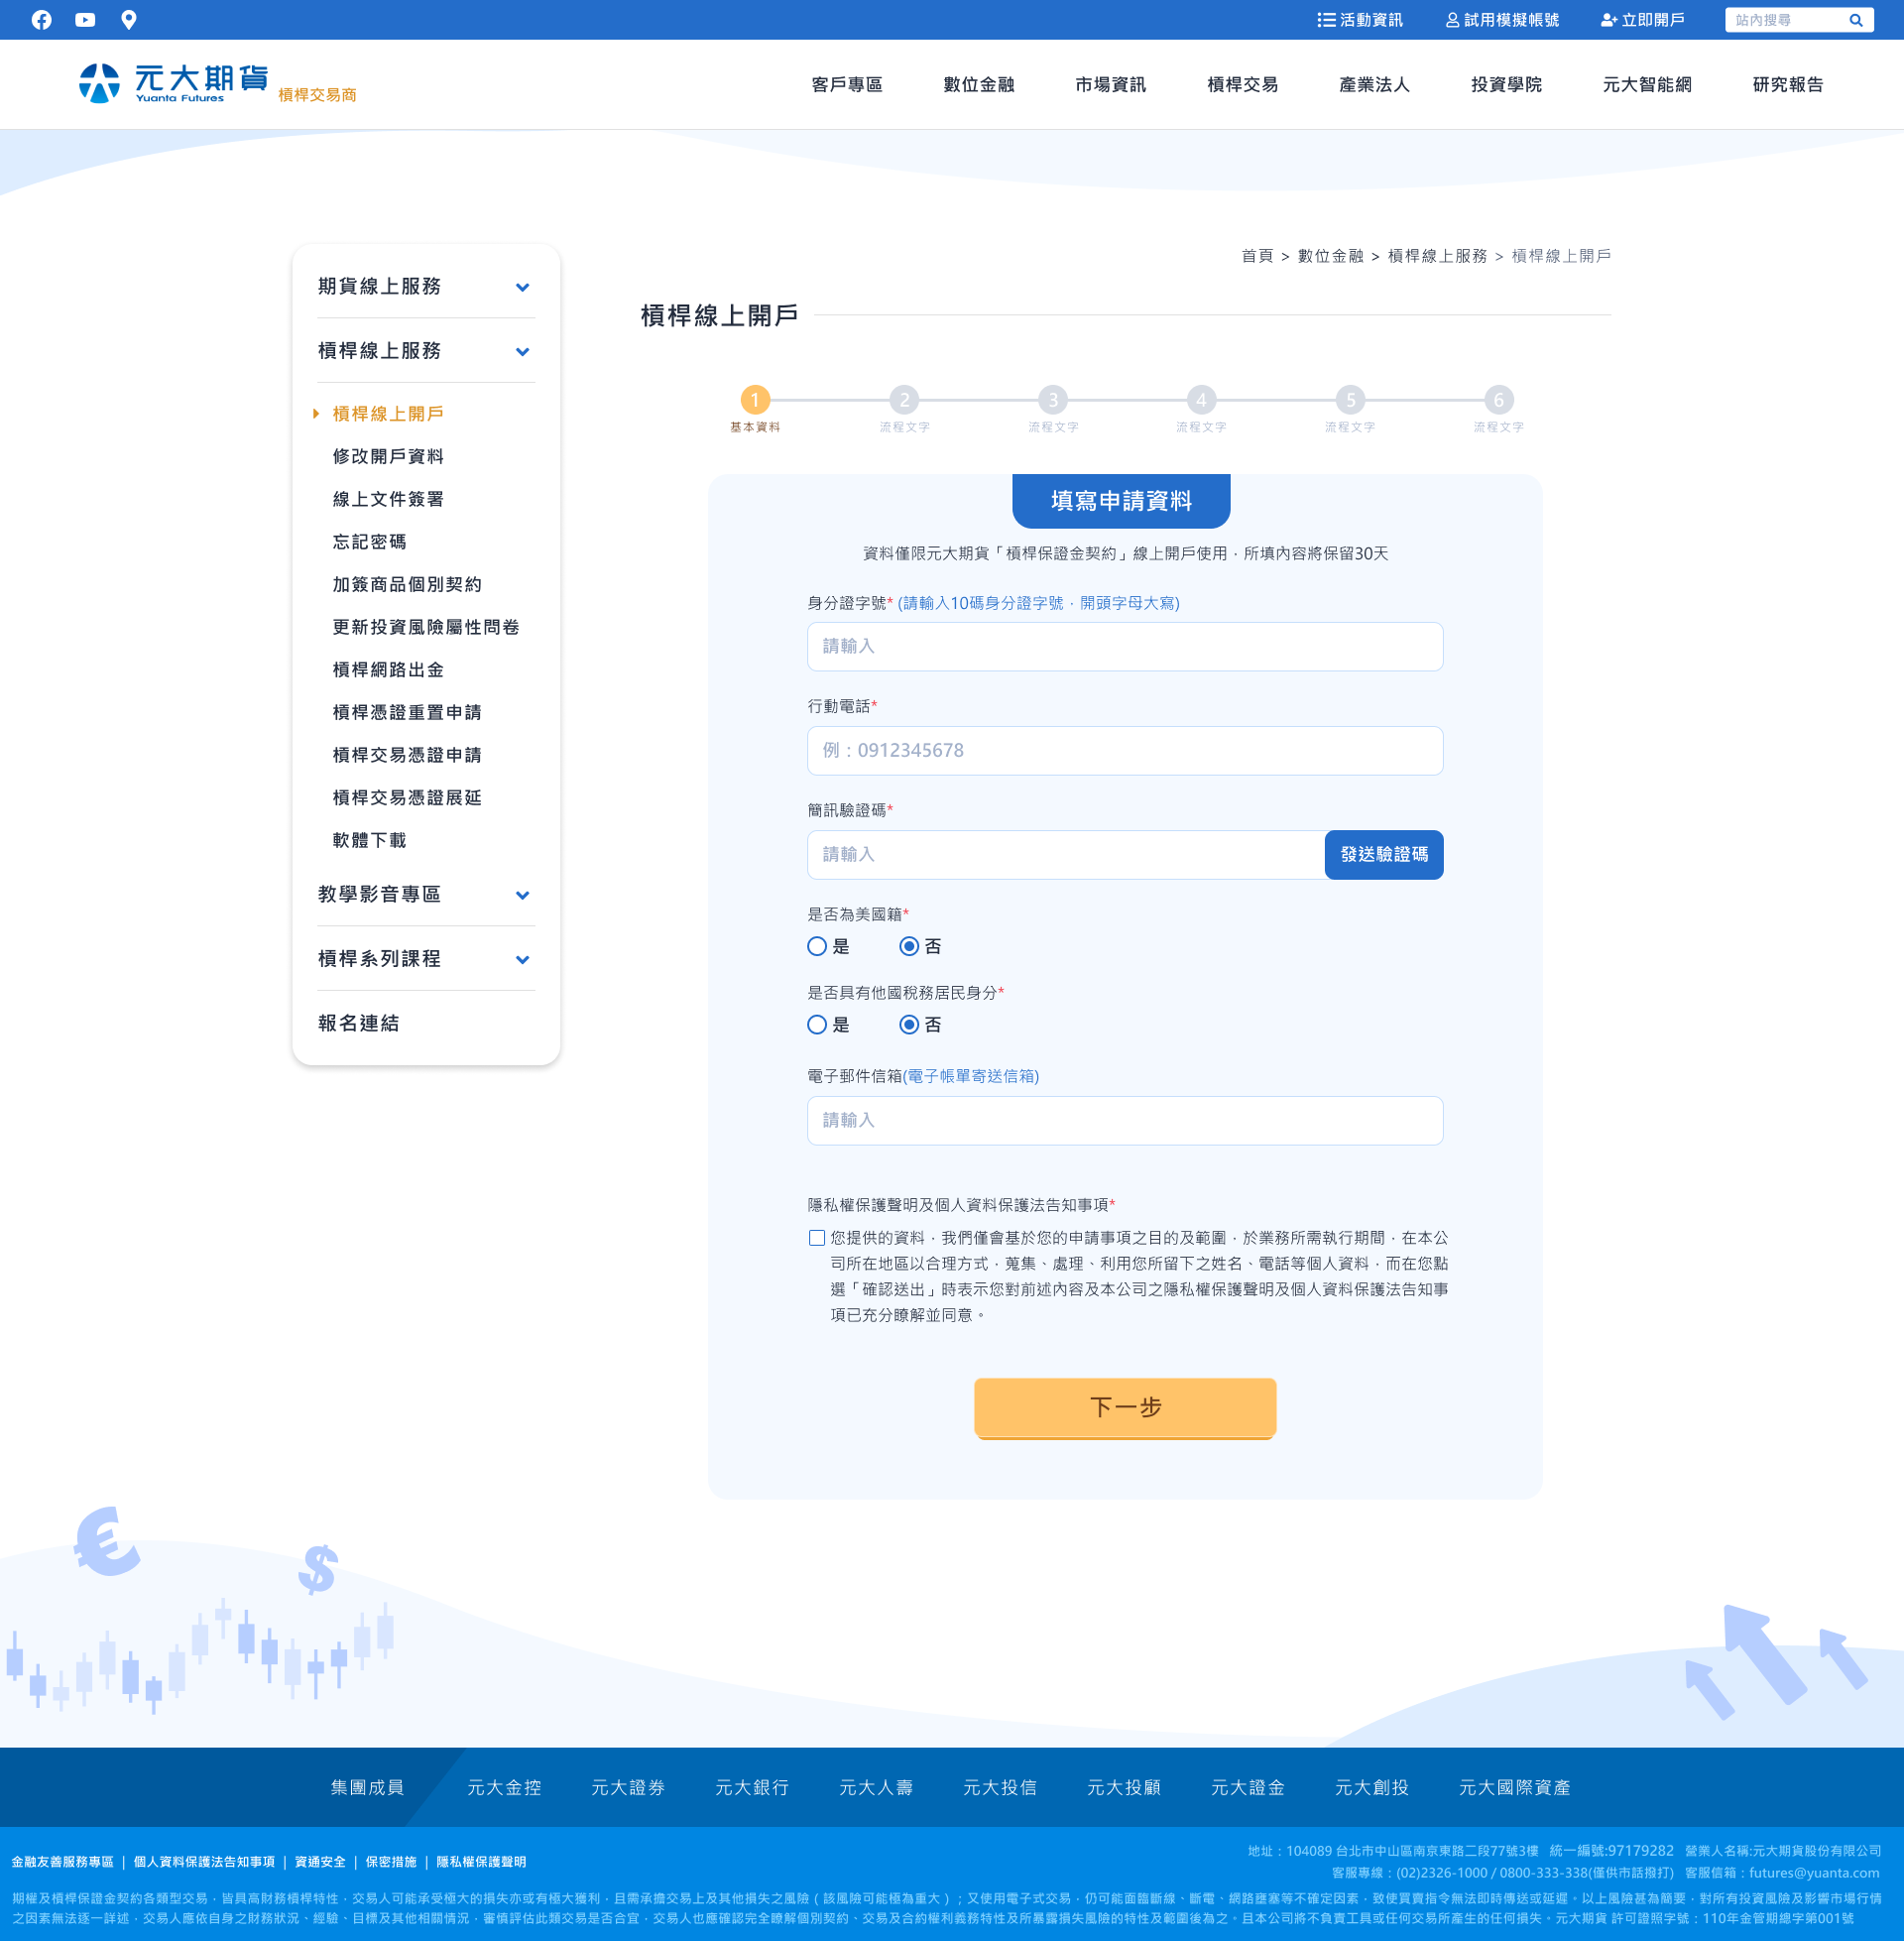 活動資訊
試用模擬帳號
立即開戶
站內搜尋
元大期貨
Yuanta Futures
槓桿交易商
客戶專區
數位金融
市場資訊
槓桿交易
產業法人
投資學院
元大智能網
研究報告
首頁 > 數位金融 > 槓桿線上服務 > 槓桿線上開戶
期貨線上服務
槓桿線上服務
槓桿線上開戶
修改開戶資料
線上文件簽署
忘記密碼
加簽商品個別契約
更新投資風險屬性問卷
槓桿網路出金
槓桿憑證重置申請
槓桿交易憑證申請
槓桿交易憑證展延
軟體下載
教學影音專區
槓桿系列課程
報名連結
槓桿線上開戶
1
2
3
4
5
6
基本資料
流程文字
流程文字
流程文字
流程文字
流程文字
填寫申請資料
資料僅限元大期貨「槓桿保證金契約」線上開戶使用，所填內容將保留30天
身分證字號* (請輸入10碼身分證字號，開頭字母大寫)
請輸入
行動電話*
例：0912345678
簡訊驗證碼*
請輸入
發送驗證碼
是否為美國籍*
是
否
是否具有他國稅務居民身分*
是
否
電子郵件信箱(電子帳單寄送信箱)
請輸入
隱私權保護聲明及個人資料保護法告知事項*
您提供的資料，我們僅會基於您的申請事項之目的及範圍，於業務所需執行期間，在本公
司所在地區以合理方式，蒐集、處理、利用您所留下之姓名、電話等個人資料，而在您點
選「確認送出」時表示您對前述內容及本公司之隱私權保護聲明及個人資料保護法告知事
項已充分瞭解並同意。
下一步
€
$
集團成員
元大金控
元大證券
元大銀行
元大人壽
元大投信
元大投顧
元大證金
元大創投
元大國際資產
金融友善服務專區 | 個人資料保護法告知事項 | 資通安全 | 保密措施 | 隱私權保護聲明
地址：104089 台北市中山區南京東路二段77號3樓 統一編號:97179282 營業人名稱:元大期貨股份有限公司
客服專線：(02)2326-1000 / 0800-333-338(僅供市話撥打) 客服信箱：futures@yuanta.com
期權及槓桿保證金契約各類型交易，皆具高財務槓桿特性，交易人可能承受極大的損失亦或有極大獲利，且需承擔交易上及其他損失之風險（該風險可能極為重大）；又使用電子式交易，仍可能面臨斷線、斷電、網路壅塞等不確定因素，致使買賣指令無法即時傳送或延遲。以上風險甚為簡要，對所有投資風險及影響市場行情
之因素無法逐一詳述，交易人應依自身之財務狀況、經驗、目標及其他相關情況，審慎評估此類交易是否合宜，交易人也應確認完全瞭解個別契約、交易及合約權利義務特性及所暴露損失風險的特性及範圍後為之。且本公司將不負責工具或任何交易所產生的任何損失。元大期貨 許可證照字號：110年金管期總字第001號